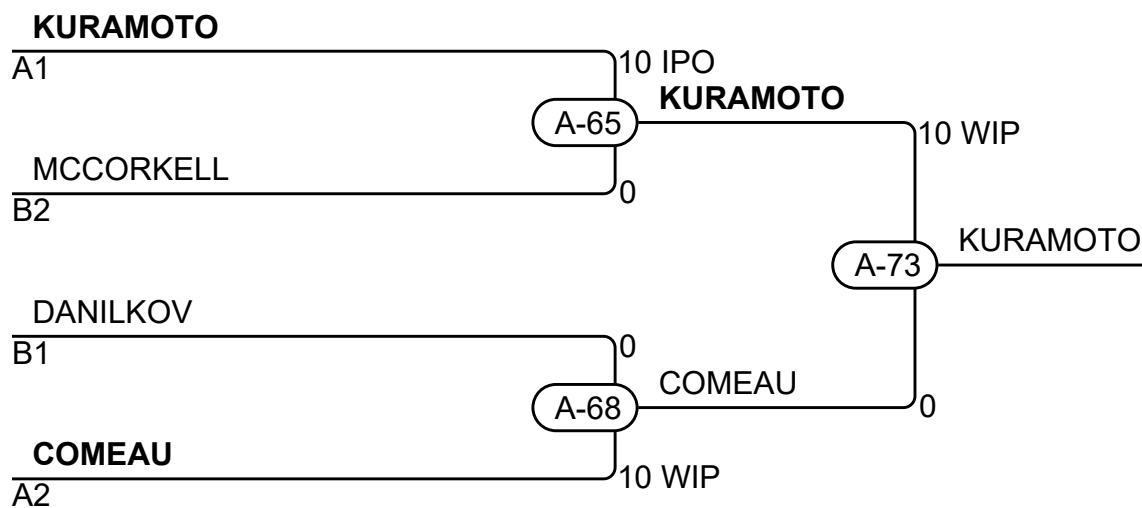 KURAMOTO
A1
10 IPO
KURAMOTO
A-65
10 WIP
MCCORKELL
B2
0
KURAMOTO
A-73
DANILKOV
B1
0
COMEAU
A-68
0
COMEAU
A2
10 WIP